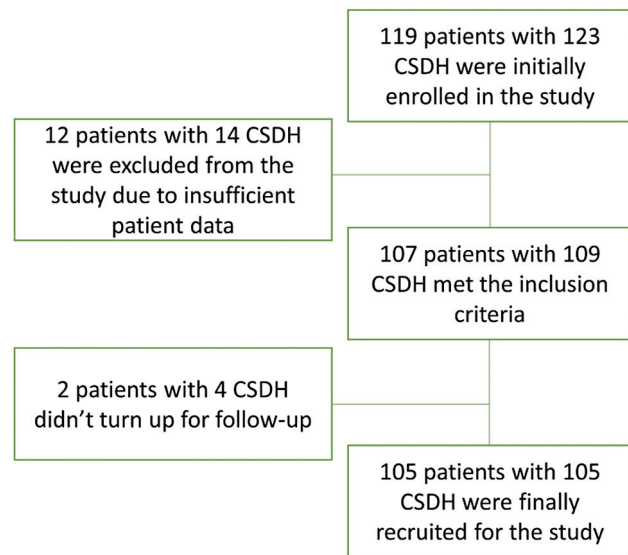 119 patients with 123
CSDH were initially
enrolled in the study
12 patients with 14 CSDH
were excluded from the
study due to insufficient
patient data
107 patients with 109
CSDH met the inclusion
criteria
2 patients with 4 CSDH
didn’t turn up for follow-up
105 patients with 105
CSDH were finally
recruited for the study